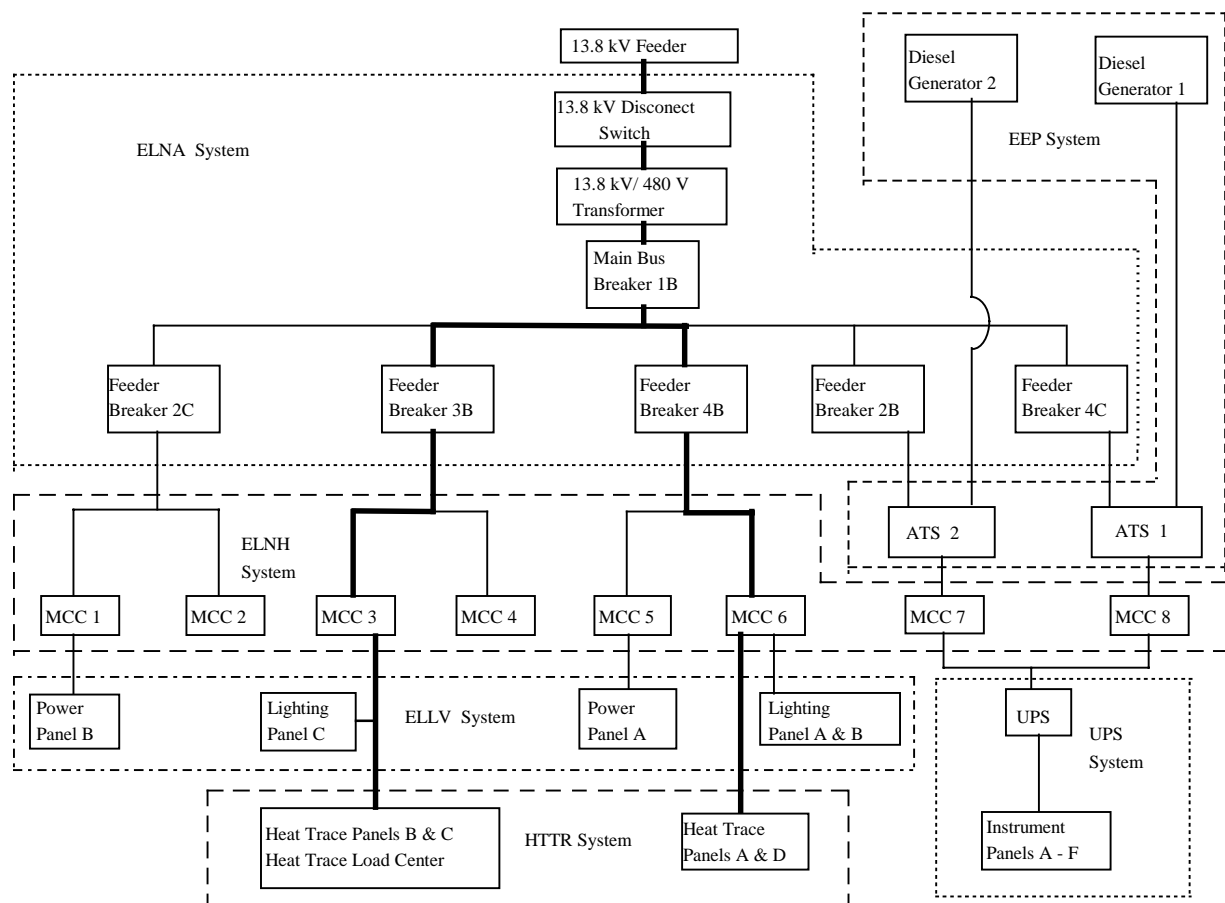 13.8 kV Feeder
Diesel
Generator 2
Diesel
Generator 1
13.8 kV Disconect
Switch
ELNA System
EEP System
13.8 kV/ 480 V
Transformer
Main Bus
Breaker 1B
Feeder
Breaker 2C
Feeder
Breaker 3B
Feeder
Breaker 4B
Feeder
Breaker 2B
Feeder
Breaker 4C
ATS 2
ATS 1
ELNH
System
MCC 1
MCC 2
MCC 3
MCC 4
MCC 5
MCC 6
MCC 7
MCC 8
Power
Panel B
Lighting
Panel C
ELLV System
Power
Panel A
Lighting
Panel A & B
UPS
UPS
System
Heat Trace Panels B & C
Heat Trace Load Center
HTTR System
Heat Trace
Panels A & D
Instrument
Panels A - F